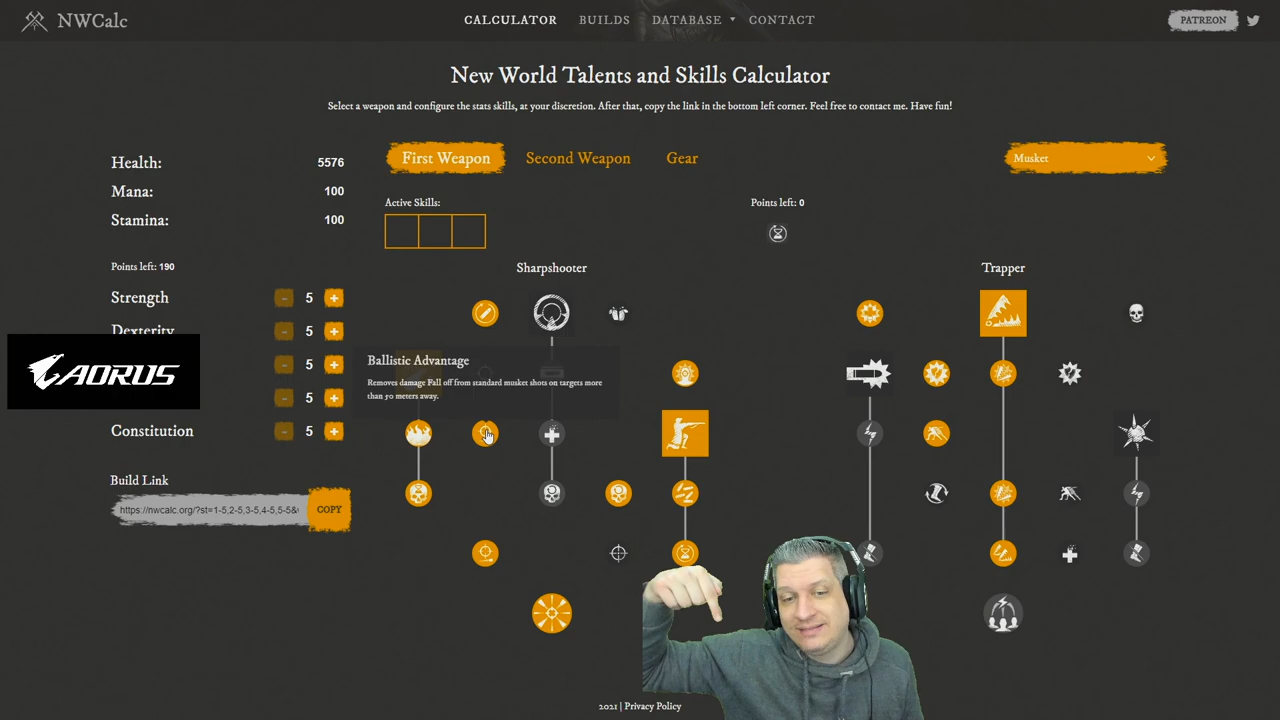 NWCalc
CALCULATOR
BUILDS
DATABASE
CONTACT
PATREON
New World Talents and Skills Calculator
Select a weapon and configure the stats skills, at your discretion. After that, copy the link in the bottom left corner. Feel free to contact me. Have fun!
Health: 5576
Mana: 100
Stamina: 100
Points left: 190
Strength - 5 +
Dexterity - 5 +
AORUS - 5 +
- 5 +
Constitution - 5 +
Build Link
https://nwcalc.org/?st=1-5,2-5,3-5,4-5,5-5&
COPY
First Weapon
Second Weapon
Gear
Musket
Active Skills:
Points left: 0
Sharpshooter
Trapper
Ballistic Advantage
Removes damage Fall off from standard musket shots on targets more
than 50 meters away.
2021 | Privacy Policy